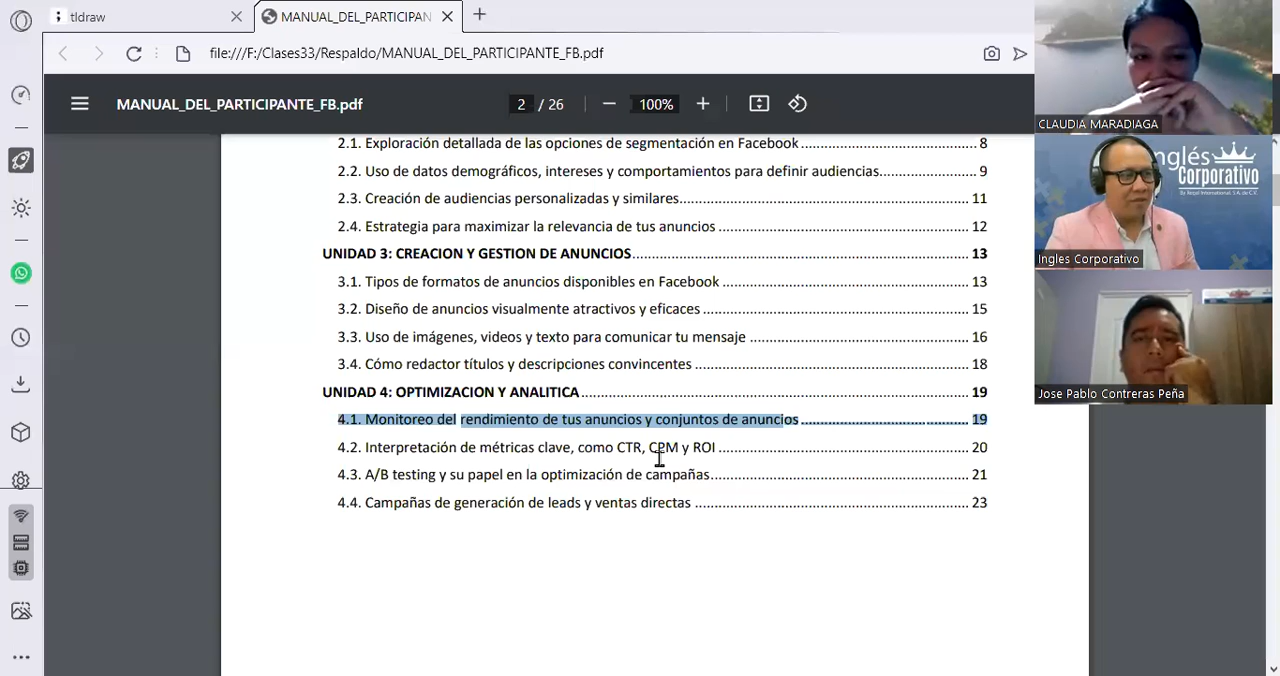 tldraw
MANUAL_DEL_PARTICIPAN
file:///F:/Clases33/Respaldo/MANUAL_DEL_PARTICIPANTE_FB.pdf
MANUAL_DEL_PARTICIPANTE_FB.pdf
2 / 26
100%
2.1. Exploración detallada de las opciones de segmentación en Facebook 8
2.2. Uso de datos demográficos, intereses y comportamientos para definir audiencias. 9
2.3. Creación de audiencias personalizadas y similares. 11
2.4. Estrategia para maximizar la relevancia de tus anuncios 12
UNIDAD 3: CREACION Y GESTION DE ANUNCIOS 13
3.1. Tipos de formatos de anuncios disponibles en Facebook 13
3.2. Diseño de anuncios visualmente atractivos y eficaces 15
3.3. Uso de imágenes, videos y texto para comunicar tu mensaje 16
3.4. Cómo redactar títulos y descripciones convincentes 18
UNIDAD 4: OPTIMIZACION Y ANALITICA 19
4.1. Monitoreo del rendimiento de tus anuncios y conjuntos de anuncios 19
4.2. Interpretación de métricas clave, como CTR, CPM y ROI 20
4.3. A/B testing y su papel en la optimización de campañas 21
4.4. Campañas de generación de leads y ventas directas 23
CLAUDIA MARADIAGA
Inglés
Corporativo
By Royal International, S.A. de C.V.
Ingles Corporativo
Jose Pablo Contreras Peña